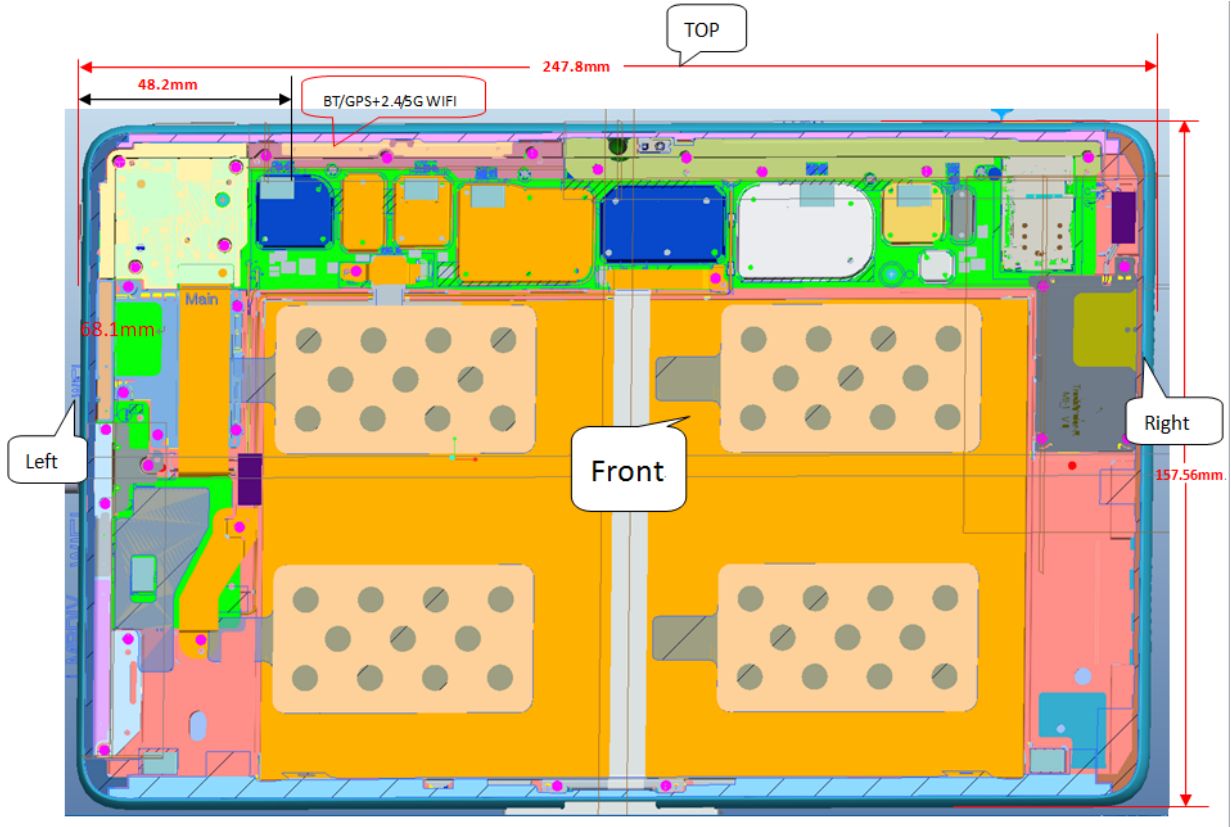 TOP
247.8mm
48.2mm
BT/GPS+2.4/5G WIFI
Main
68.1mm
Left
Front
Right
157.56mm